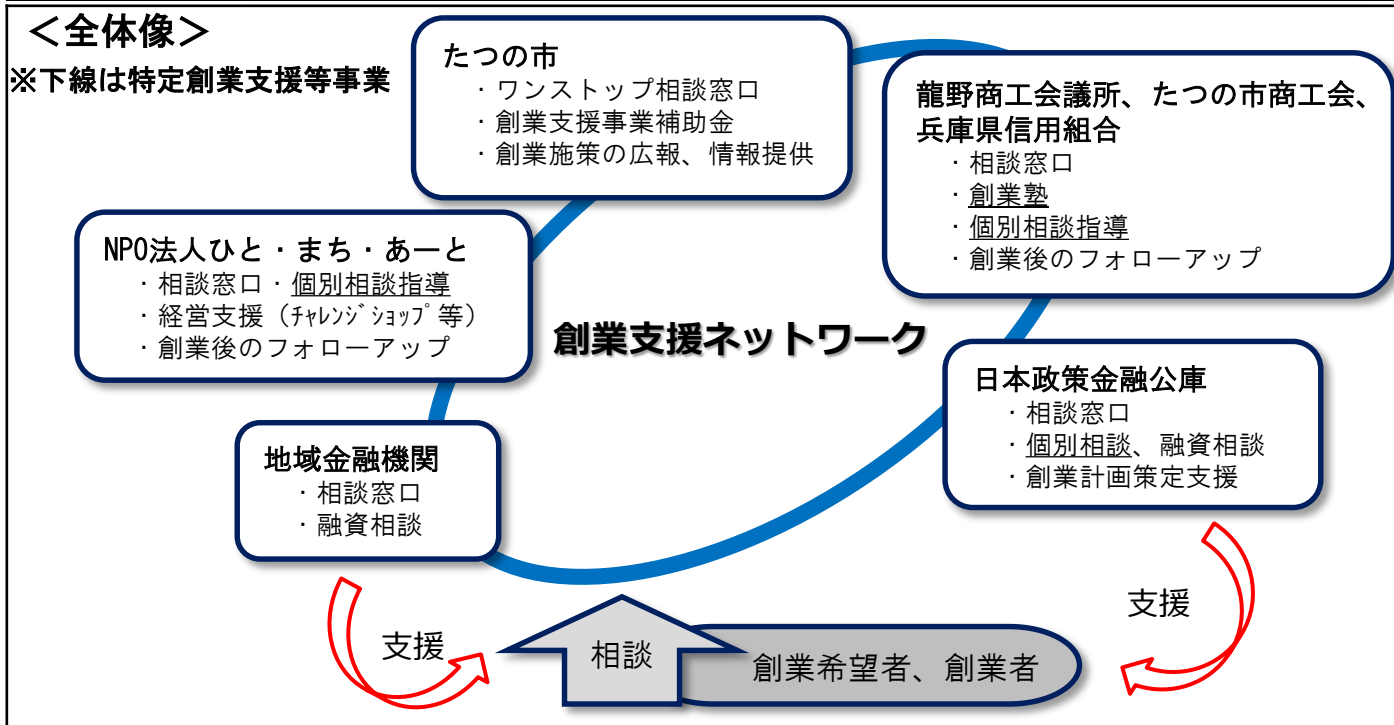 ＜全体像＞
※下線は特定創業支援等事業
たつの市
・ワンストップ相談窓口
・創業支援事業補助金
・創業施策の広報、情報提供
龍野商工会議所、たつの市商工会、
兵庫県信用組合
・相談窓口
・創業塾
・個別相談指導
・創業後のフォローアップ
NPO法人ひと・まち・あーと
・相談窓口・個別相談指導
・経営支援（ﾁｬﾚﾝｼﾞｼｮｯﾌﾟ等）
・創業後のフォローアップ
創業支援ネットワーク
日本政策金融公庫
・相談窓口
・個別相談、融資相談
・創業計画策定支援
地域金融機関
・相談窓口
・融資相談
支援
支援
相談
創業希望者、創業者